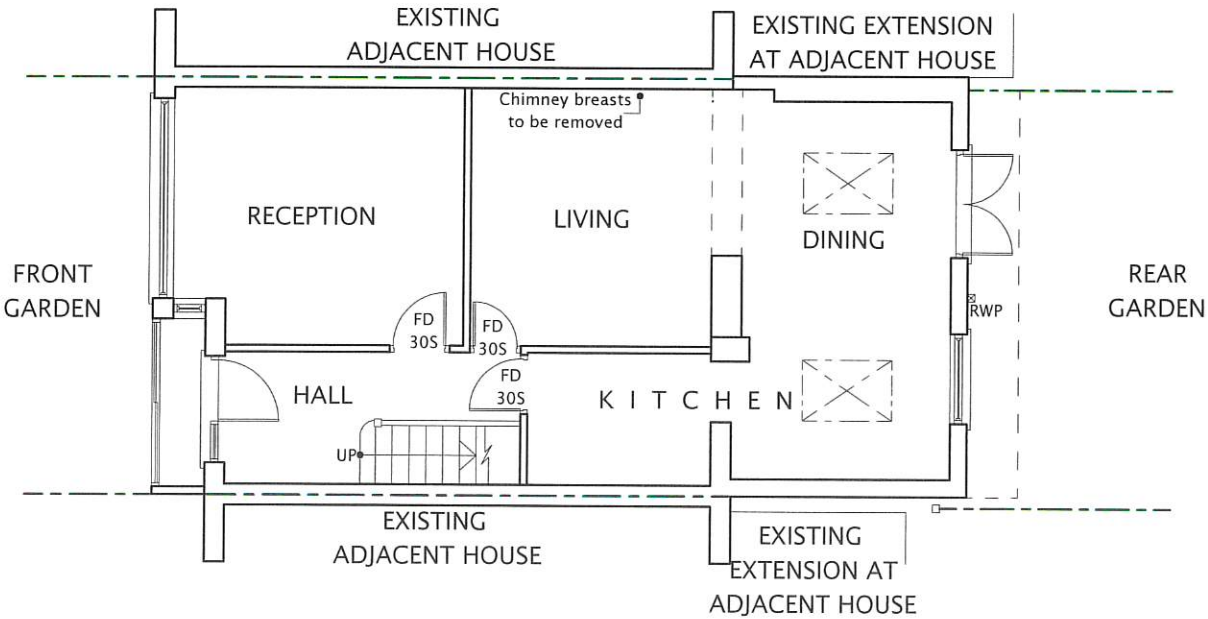 EXISTING
ADJACENT HOUSE
EXISTING EXTENSION
AT ADJACENT HOUSE
Chimney breasts
to be removed
RECEPTION
LIVING
DINING
FRONT
GARDEN
REAR
GARDEN
RWP
FD
30S
FD
30S
FD
30S
HALL
KITCHEN
UP
EXISTING
ADJACENT HOUSE
EXISTING
EXTENSION AT
ADJACENT HOUSE